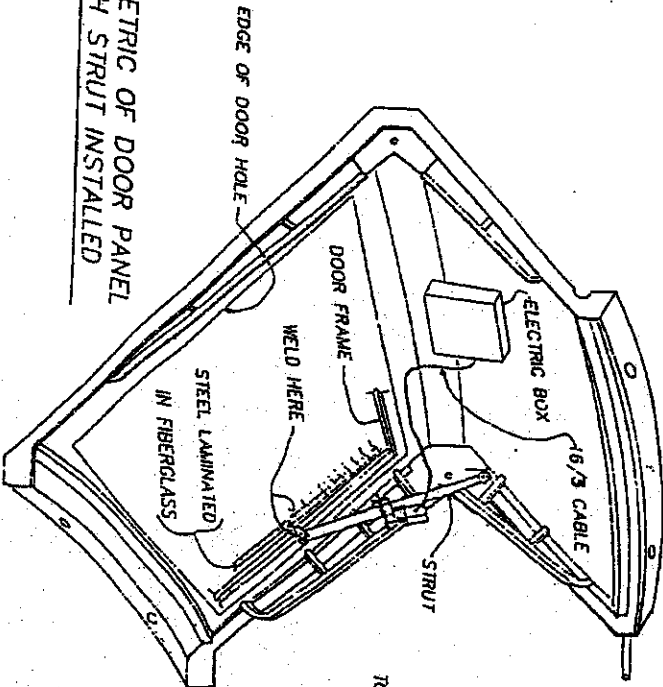 EDGE OF DOOR HOLE
DOOR FRAME
ELECTRIC BOX
16/3 CABLE
WELD HERE
STEEL LAMINATED
IN FIBERGLASS
STRUT
ETRIC OF DOOR PANEL
H STRUT INSTALLED